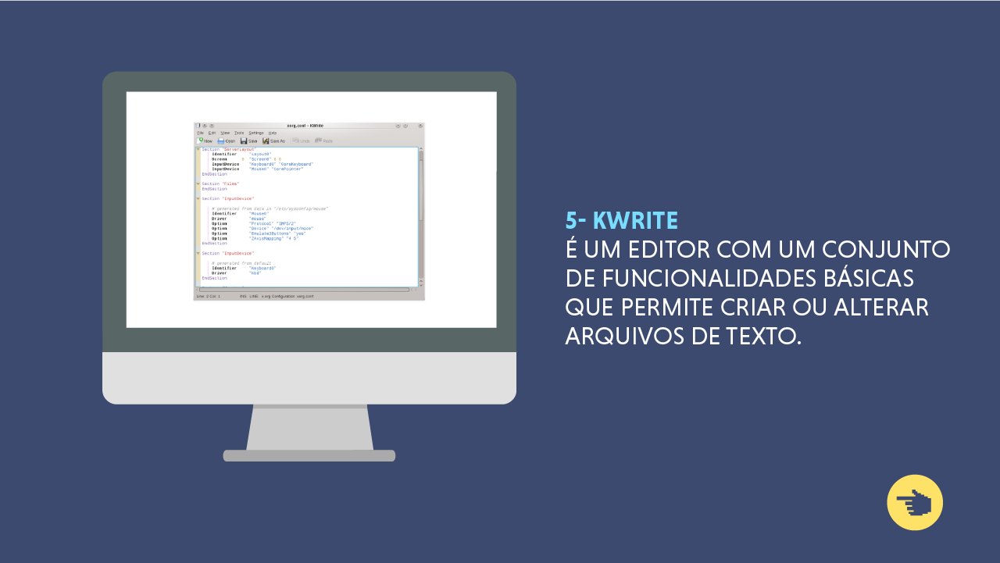 xorg.conf – KWrite
File Edit View Tools Settings Help
New Open Save Save As Undo Redo
Section "ServerLayout"
Identifier "Layout0"
Screen 0 "Screen0" 0 0
InputDevice "Keyboard0" "CoreKeyboard"
InputDevice "Mouse0" "CorePointer"
EndSection
Section "Files"
EndSection
Section "InputDevice"
# generated from data in "/etc/sysconfig/mouse"
Identifier "Mouse0"
Driver "mouse"
Option "Protocol" "IMPS/2"
Option "Device" "/dev/input/mice"
Option "Emulate3Buttons" "yes"
Option "ZAxisMapping" "4 5"
EndSection
Section "InputDevice"
# generated from default
Identifier "Keyboard0"
Driver "kbd"
EndSection
Line: 2 Col: 1 INS LINE x.org Configuration xorg.conf
5- KWRITE
É UM EDITOR COM UM CONJUNTO
DE FUNCIONALIDADES BÁSICAS
QUE PERMITE CRIAR OU ALTERAR
ARQUIVOS DE TEXTO.